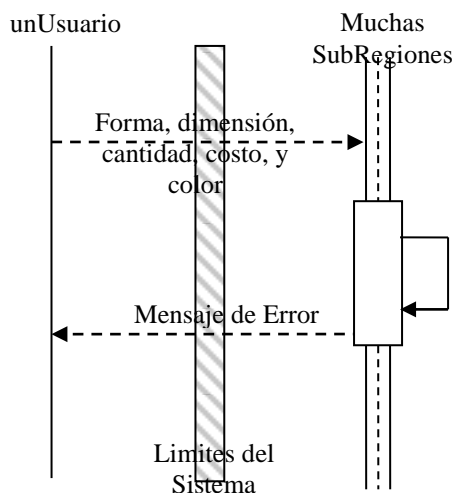 unUsuario
Muchas
SubRegiones
Forma, dimensión,
cantidad, costo, y
color
Mensaje de Error
Limites del
Sistema